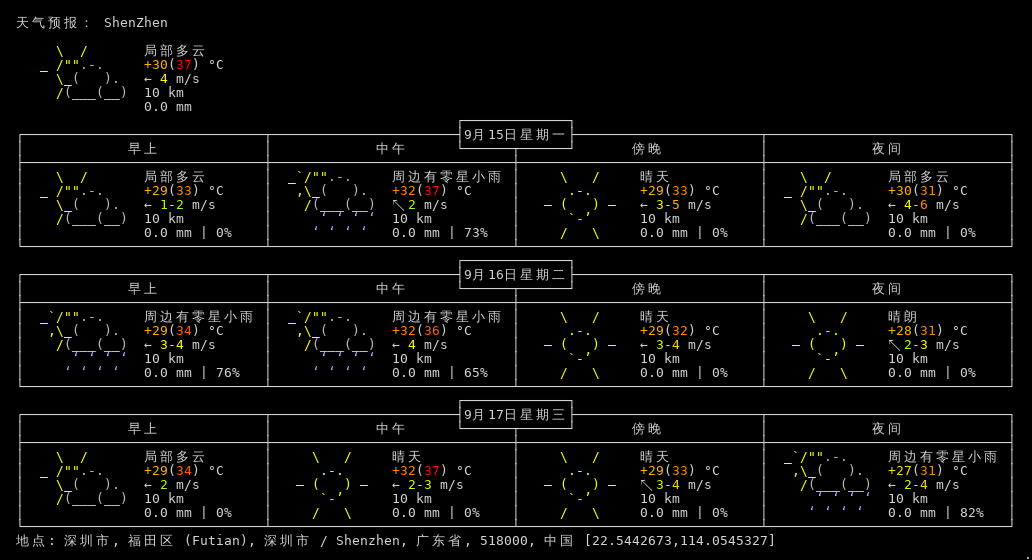 天气预报： ShenZhen
局部多云
+30(37) °C
← 4 m/s
10 km
0.0 mm
9月15日星期一
早上 中午 傍晚 夜间
局部多云 周边有零星小雨 晴天 局部多云
+29(33) °C +32(37) °C +29(33) °C +30(31) °C
← 1-2 m/s ↖ 2 m/s ← 3-5 m/s ← 4-6 m/s
10 km 10 km 10 km 10 km
0.0 mm | 0% 0.0 mm | 73% 0.0 mm | 0% 0.0 mm | 0%
9月16日星期二
早上 中午 傍晚 夜间
周边有零星小雨 周边有零星小雨 晴天 晴朗
+29(34) °C +32(36) °C +29(32) °C +28(31) °C
← 3-4 m/s ← 4 m/s ← 3-4 m/s ↖ 2-3 m/s
10 km 10 km 10 km 10 km
0.0 mm | 76% 0.0 mm | 65% 0.0 mm | 0% 0.0 mm | 0%
9月17日星期三
早上 中午 傍晚 夜间
局部多云 晴天 晴天 周边有零星小雨
+29(34) °C +32(37) °C +29(33) °C +27(31) °C
← 2 m/s ← 2-3 m/s ↖ 3-4 m/s ← 2-4 m/s
10 km 10 km 10 km 10 km
0.0 mm | 0% 0.0 mm | 0% 0.0 mm | 0% 0.0 mm | 82%
地点: 深圳市, 福田区 (Futian), 深圳市 / Shenzhen, 广东省, 518000, 中国 [22.5442673,114.0545327]